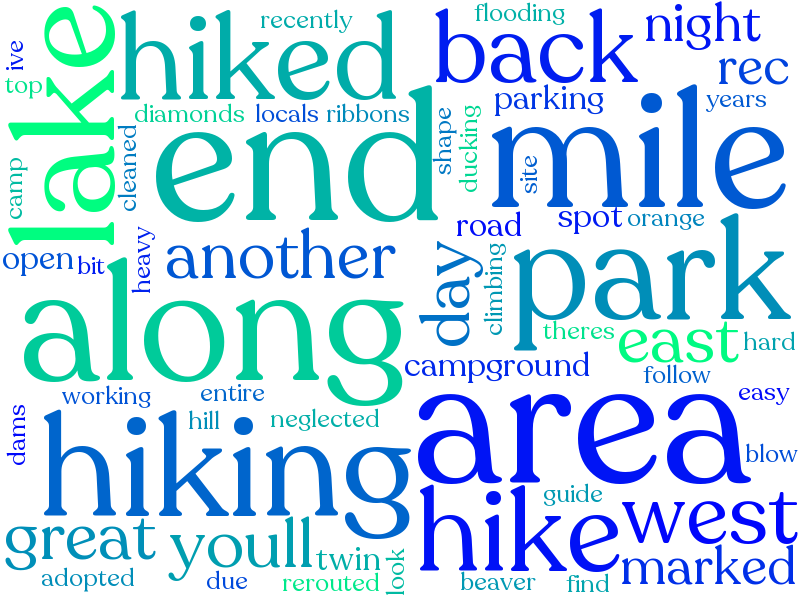 flooding
night
recently
ive
lake
hiked
back
rec
top
diamonds
locals
ribbons
parking
years
camp
cleaned
end
shape
ducking
mile
site
open
bit
heavy
another
road
spot
orange
day
climbing
park
along
theres
east
hard
campground
follow
working
entire
area
easy
dams
hiking
hill
neglected
blow
guide
great
youll
twin
look
hike
west
marked
adopted
due
rerouted
beaver
find